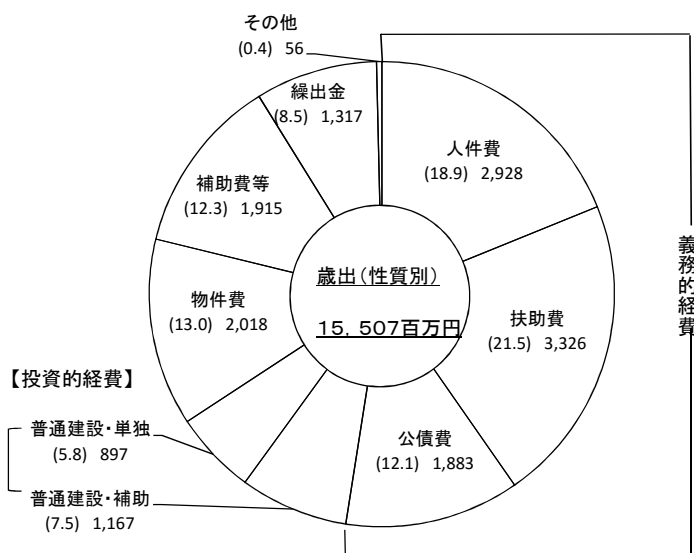 その他
(0.4) 56
繰出金
(8.5) 1,317
人件費
(18.9) 2,928
補助費等
(12.3) 1,915
義務的経費
歳出(性質別)
15,507百万円
物件費
(13.0) 2,018
扶助費
(21.5) 3,326
【投資的経費】
普通建設・単独
(5.8) 897
公債費
(12.1) 1,883
普通建設・補助
(7.5) 1,167